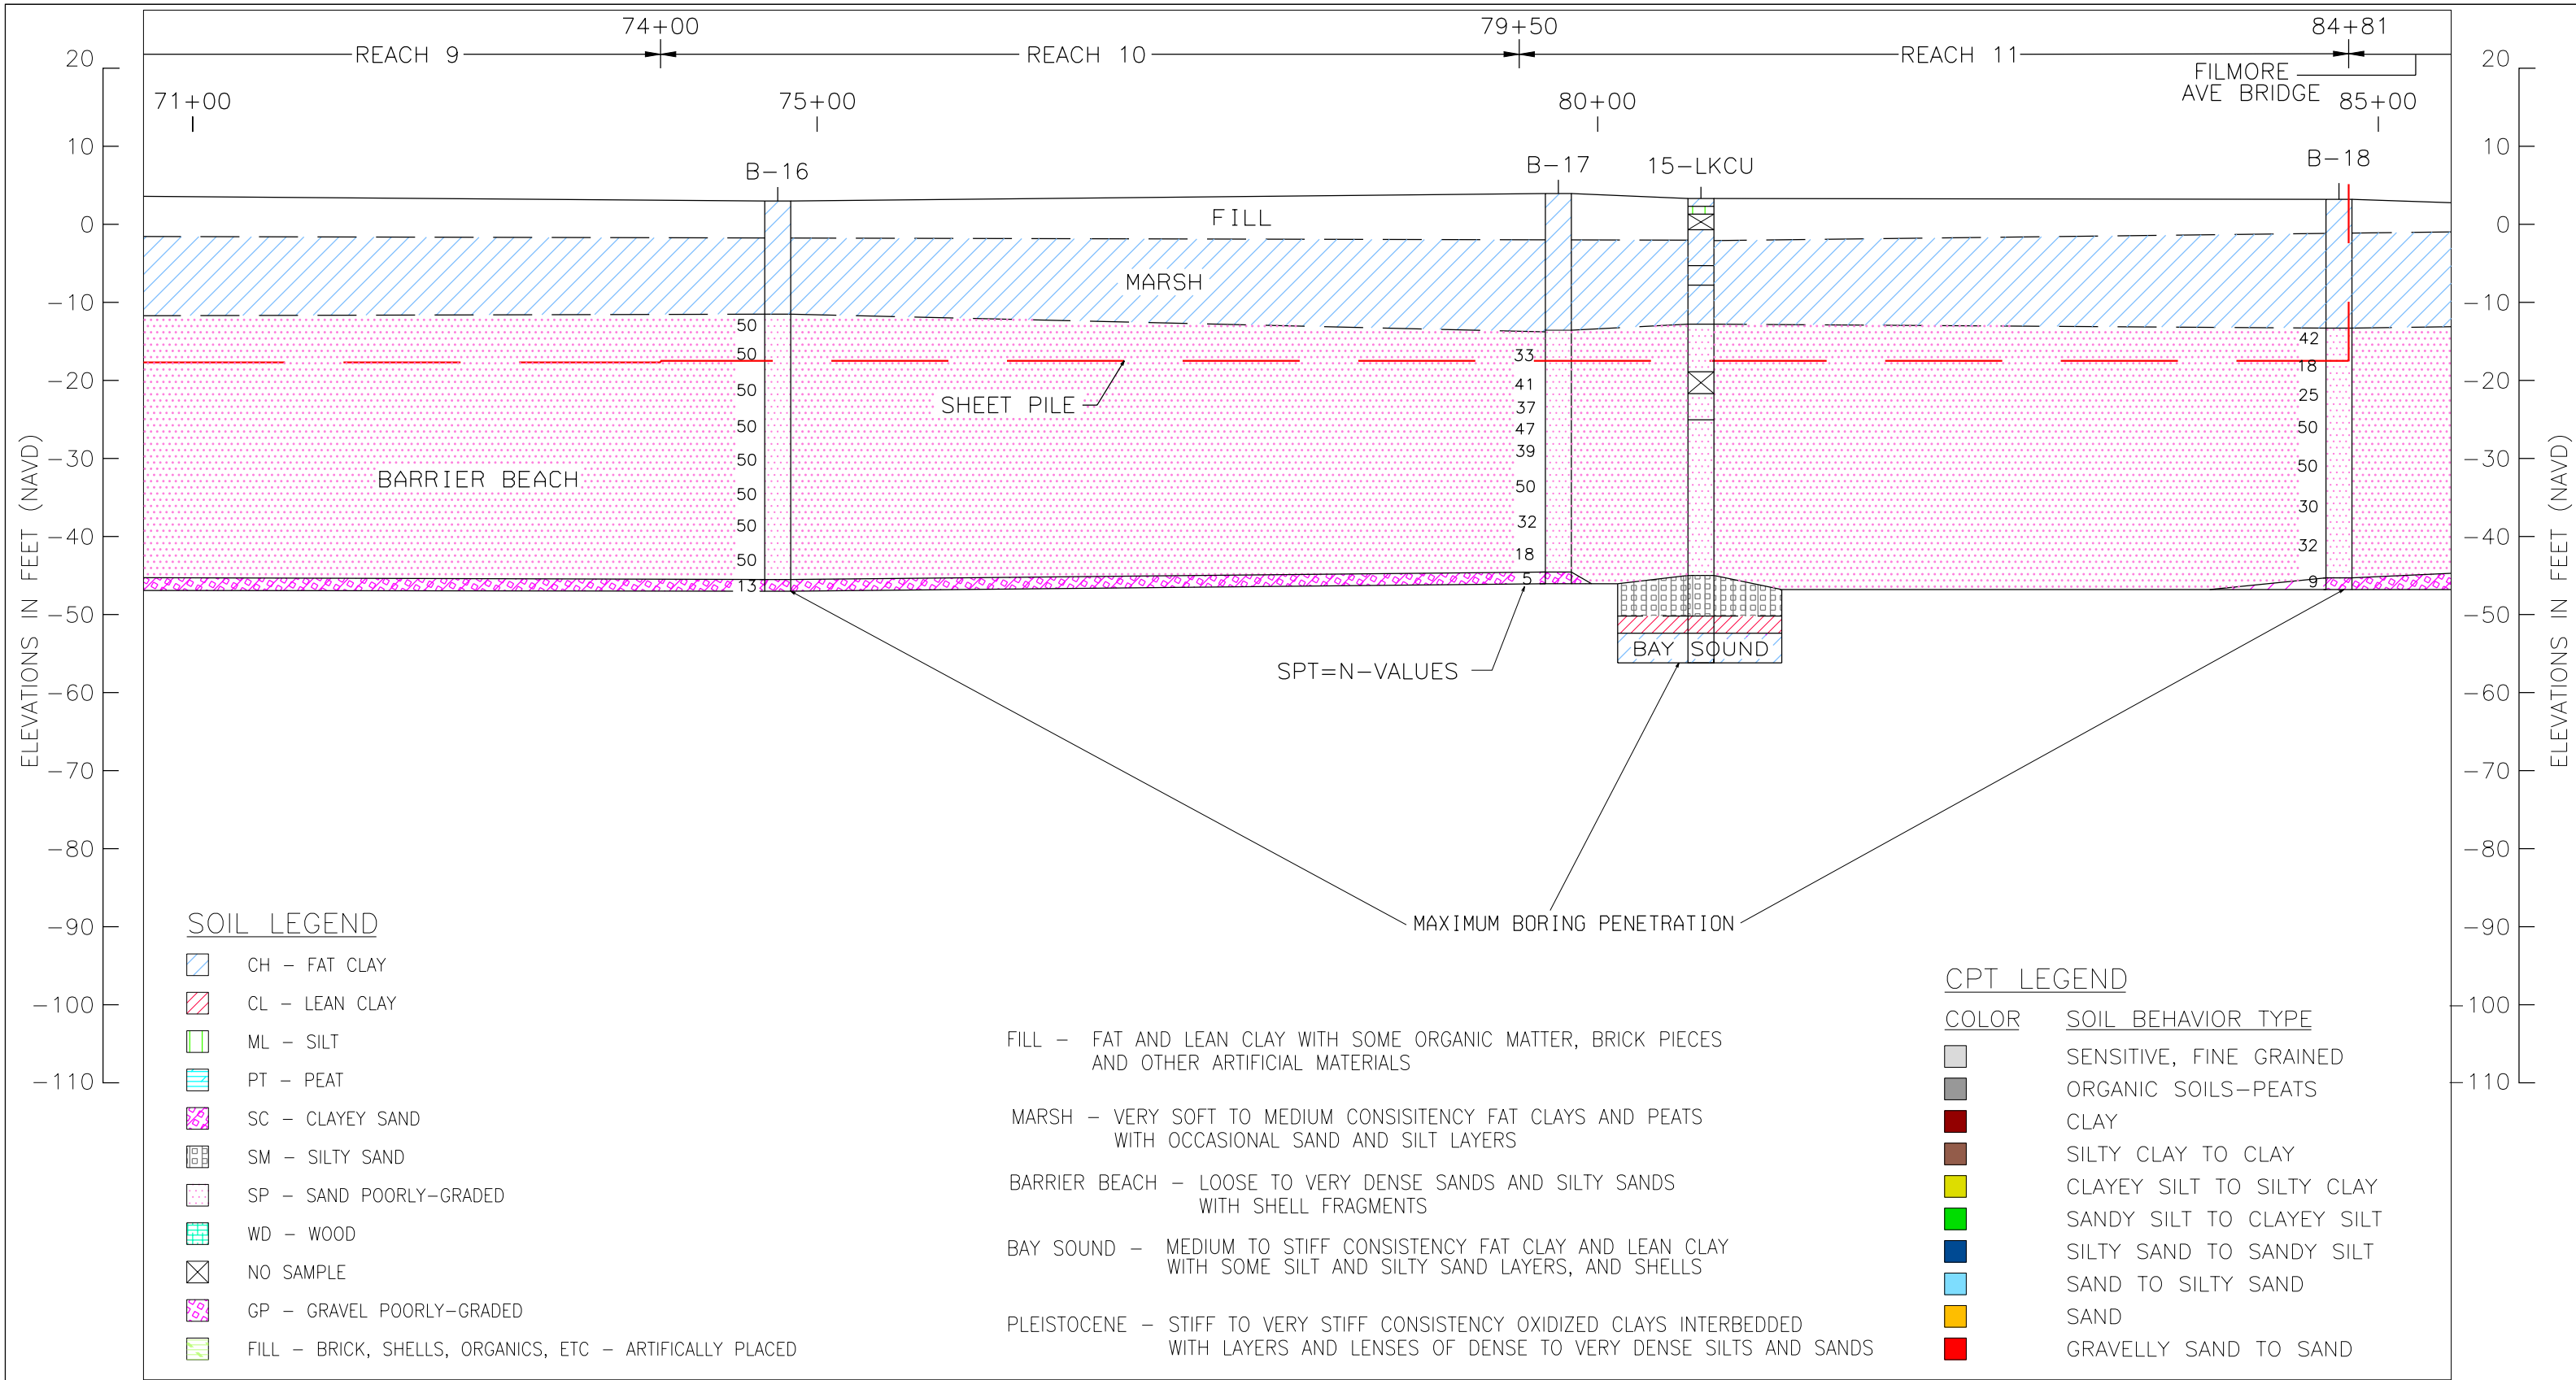 74+00
79+50
84+81
REACH 9
REACH 10
REACH 11
FILMORE
AVE BRIDGE
71+00
75+00
80+00
85+00
B-16
B-17
15-LKCU
B-18
20
10
0
-10
-20
-30
-40
-50
-60
-70
-80
-90
-100
-110
ELEVATIONS IN FEET (NAVD)
20
10
0
-10
-20
-30
-40
-50
-60
-70
-80
-90
-100
-110
ELEVATIONS IN FEET (NAVD)
FILL
MARSH
SHEET PILE
BARRIER BEACH
50
50
50
50
50
50
50
50
13
33
41
37
47
39
50
32
18
5
42
18
25
50
50
30
32
9
BAY SOUND
SPT=N-VALUES
MAXIMUM BORING PENETRATION
SOIL LEGEND
CH - FAT CLAY
CL - LEAN CLAY
ML - SILT
PT - PEAT
SC - CLAYEY SAND
SM - SILTY SAND
SP - SAND POORLY-GRADED
WD - WOOD
NO SAMPLE
GP - GRAVEL POORLY-GRADED
FILL - BRICK, SHELLS, ORGANICS, ETC - ARTIFICALLY PLACED
FILL - FAT AND LEAN CLAY WITH SOME ORGANIC MATTER, BRICK PIECES
AND OTHER ARTIFICIAL MATERIALS
MARSH - VERY SOFT TO MEDIUM CONSISITENCY FAT CLAYS AND PEATS
WITH OCCASIONAL SAND AND SILT LAYERS
BARRIER BEACH - LOOSE TO VERY DENSE SANDS AND SILTY SANDS
WITH SHELL FRAGMENTS
BAY SOUND - MEDIUM TO STIFF CONSISTENCY FAT CLAY AND LEAN CLAY
WITH SOME SILT AND SILTY SAND LAYERS, AND SHELLS
PLEISTOCENE - STIFF TO VERY STIFF CONSISTENCY OXIDIZED CLAYS INTERBEDDED
WITH LAYERS AND LENSES OF DENSE TO VERY DENSE SILTS AND SANDS
CPT LEGEND
COLOR SOIL BEHAVIOR TYPE
SENSITIVE, FINE GRAINED
ORGANIC SOILS-PEATS
CLAY
SILTY CLAY TO CLAY
CLAYEY SILT TO SILTY CLAY
SANDY SILT TO CLAYEY SILT
SILTY SAND TO SANDY SILT
SAND TO SILTY SAND
SAND
GRAVELLY SAND TO SAND